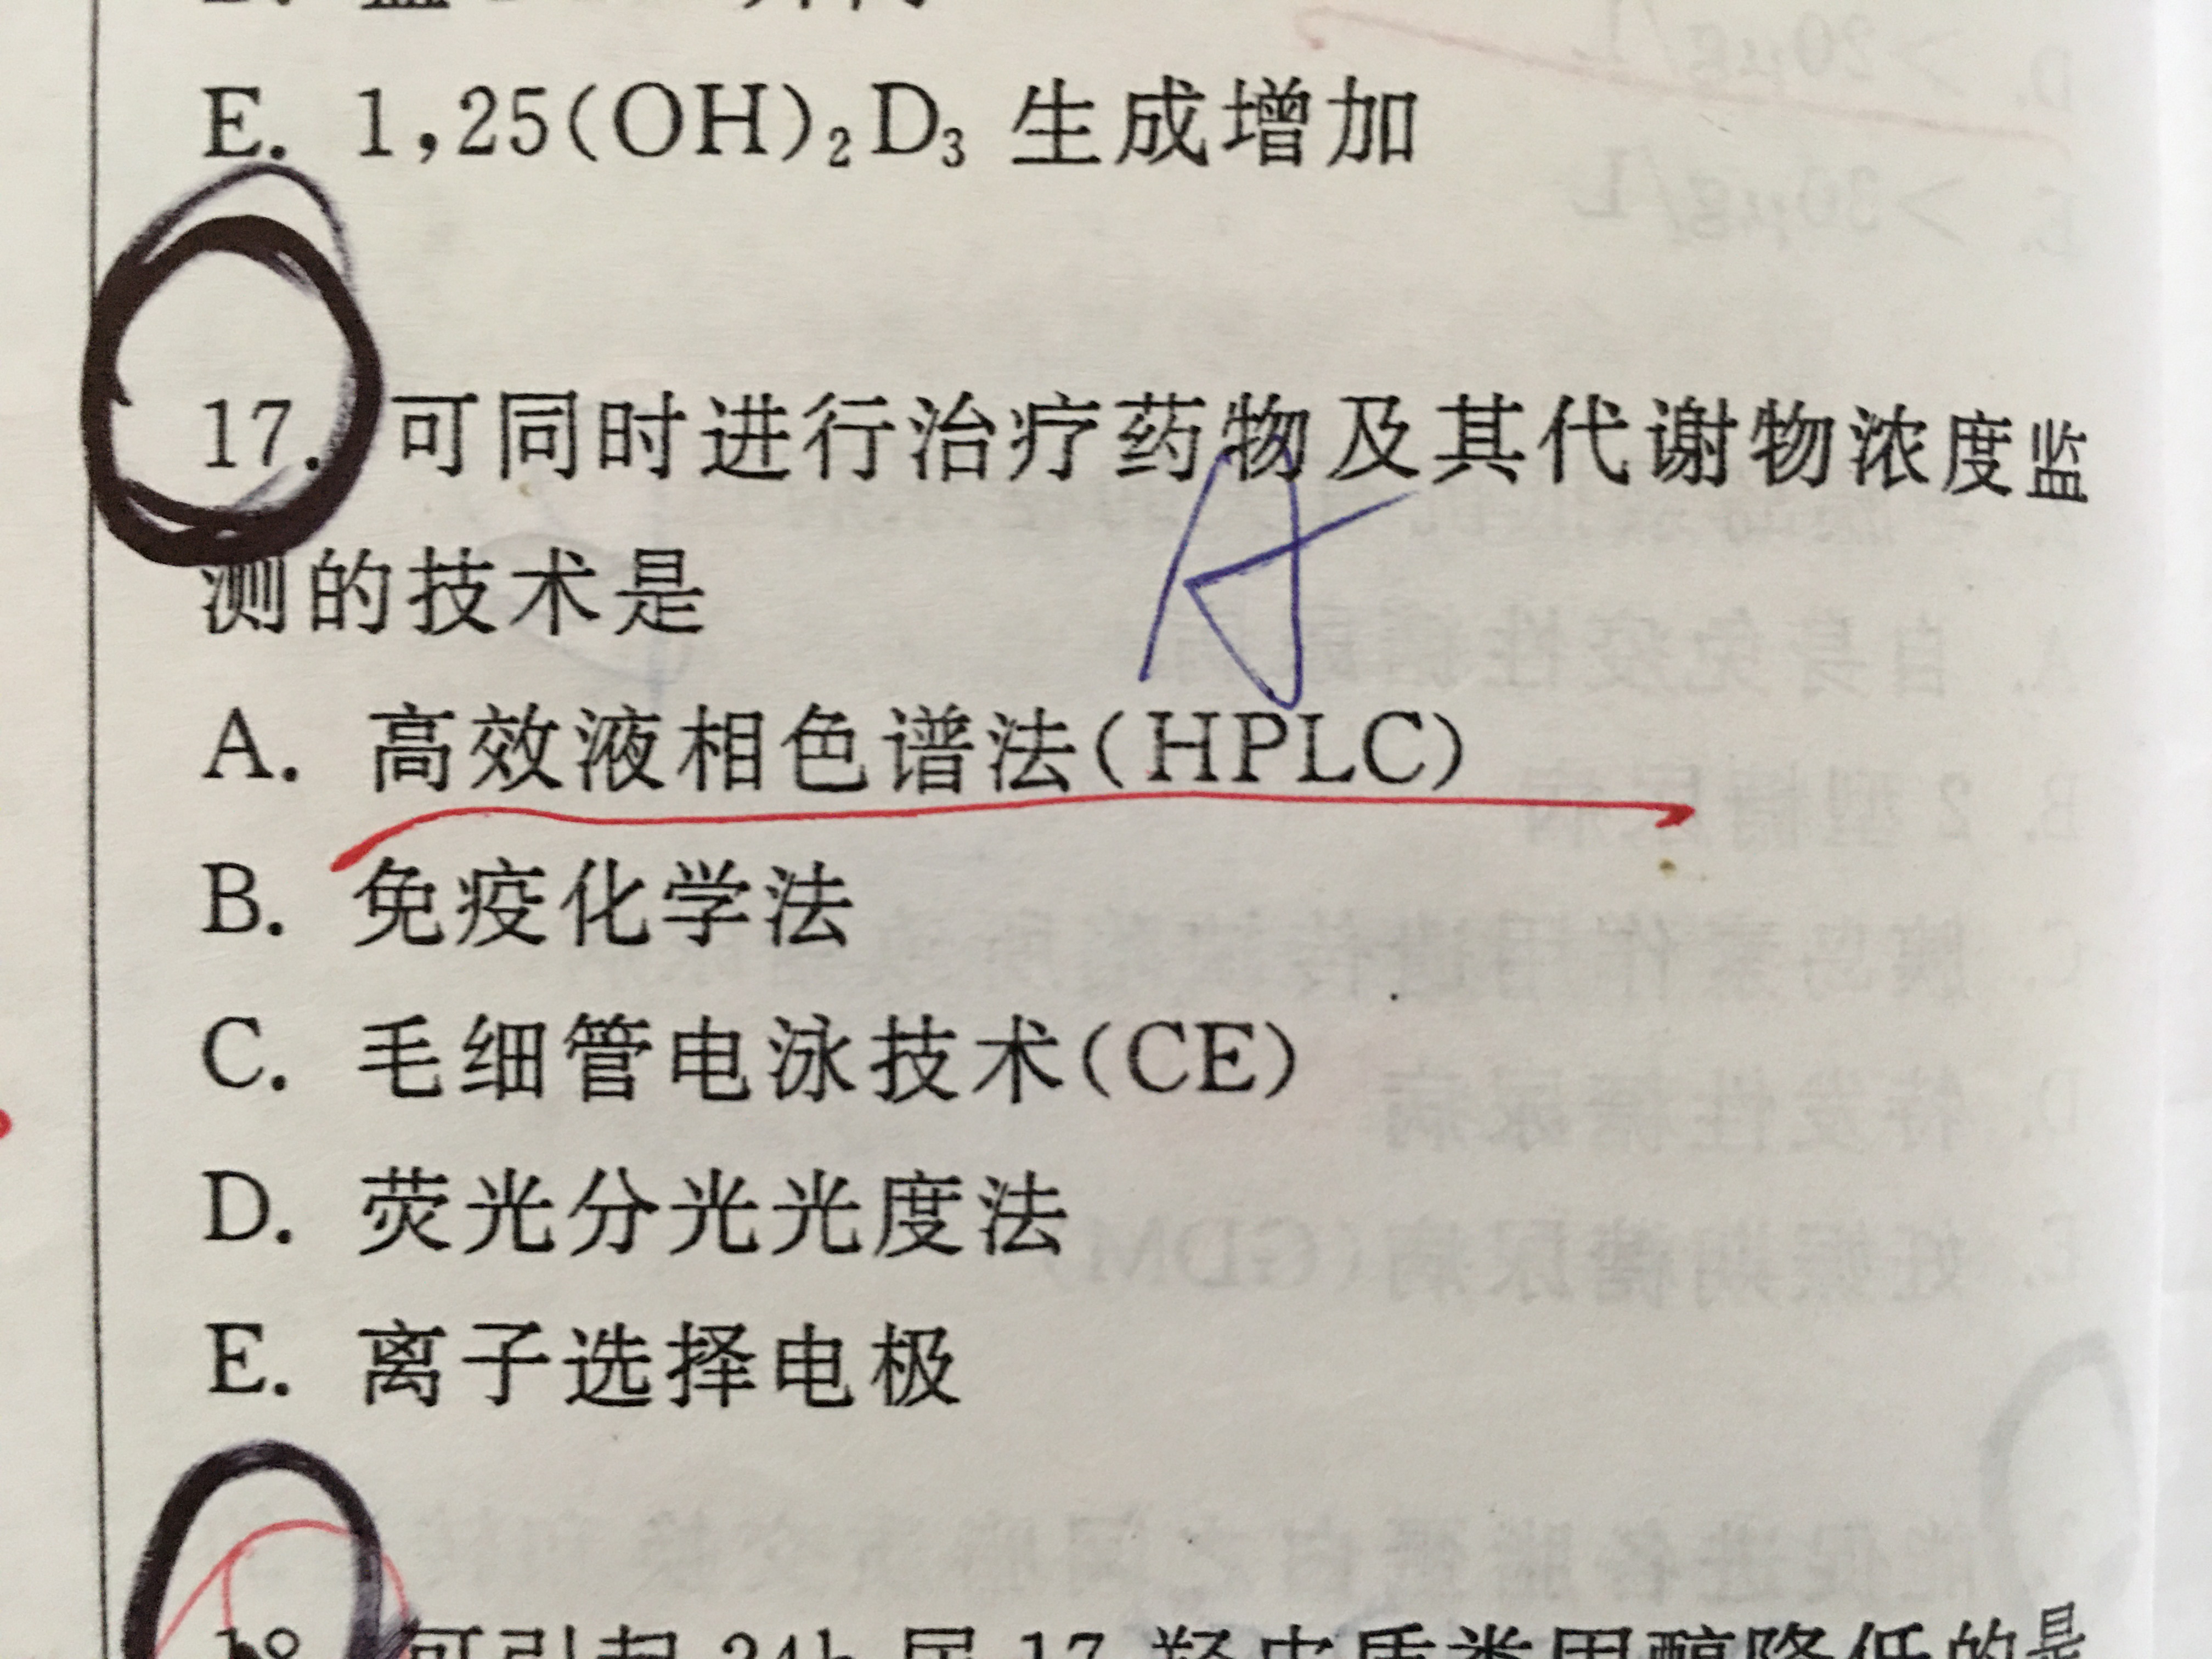 E. 1,25(OH)₂D₃ 生成增加
17. 可同时进行治疗药物及其代谢物浓度监
测的技术是
A. 高效液相色谱法(HPLC)
B. 免疫化学法
C. 毛细管电泳技术(CE)
D. 荧光分光光度法
E. 离子选择电极